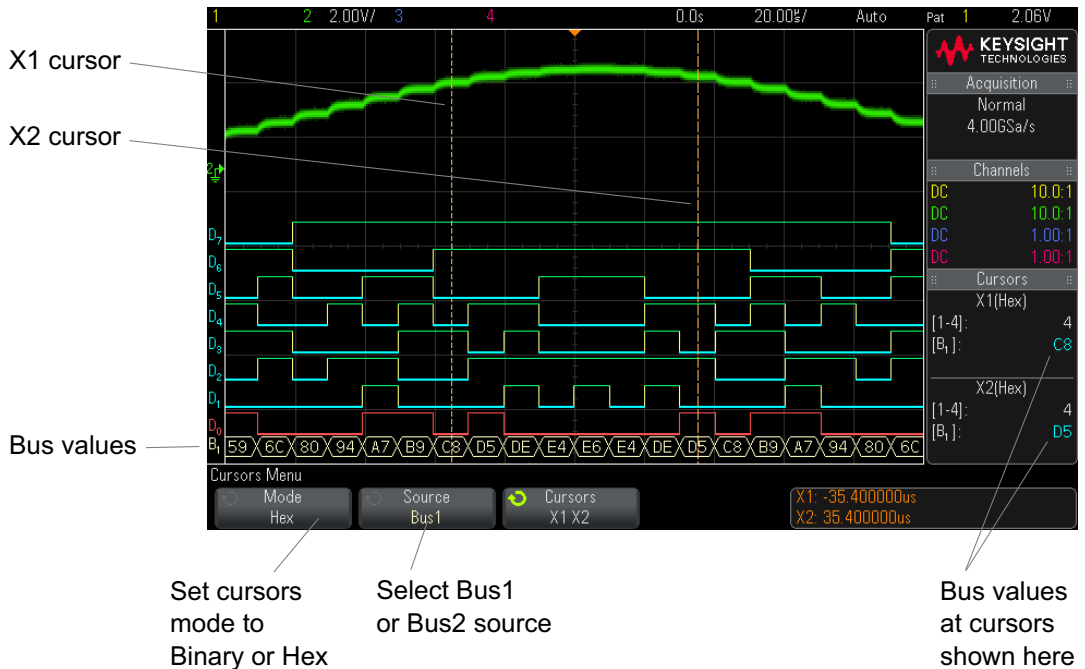 1 2 2.00V/ 3 4 0.0s 20.00µ/ Auto Pat 1 2.06V
X1 cursor
X2 cursor
Bus values
KEYSIGHT
TECHNOLOGIES
Acquisition
Normal
4.00GSa/s
Channels
DC 10.0:1
DC 10.0:1
DC 1.00:1
DC 1.00:1
Cursors
X1(Hex)
[1-4]: 4
[B1]: C8
X2(Hex)
[1-4]: 4
[B1]: D5
2
D7
D6
D5
D4
D3
D2
D1
D0
B1 59 6C 80 94 A7 B9 C8 D5 DE E4 E6 E4 DE D5 C8 B9 A7 94 80 6C
Cursors Menu
Mode
Hex
Source
Bus1
Cursors
X1 X2
X1: -35.400000us
X2: 35.400000us
Set cursors
mode to
Binary or Hex
Select Bus1
or Bus2 source
Bus values
at cursors
shown here